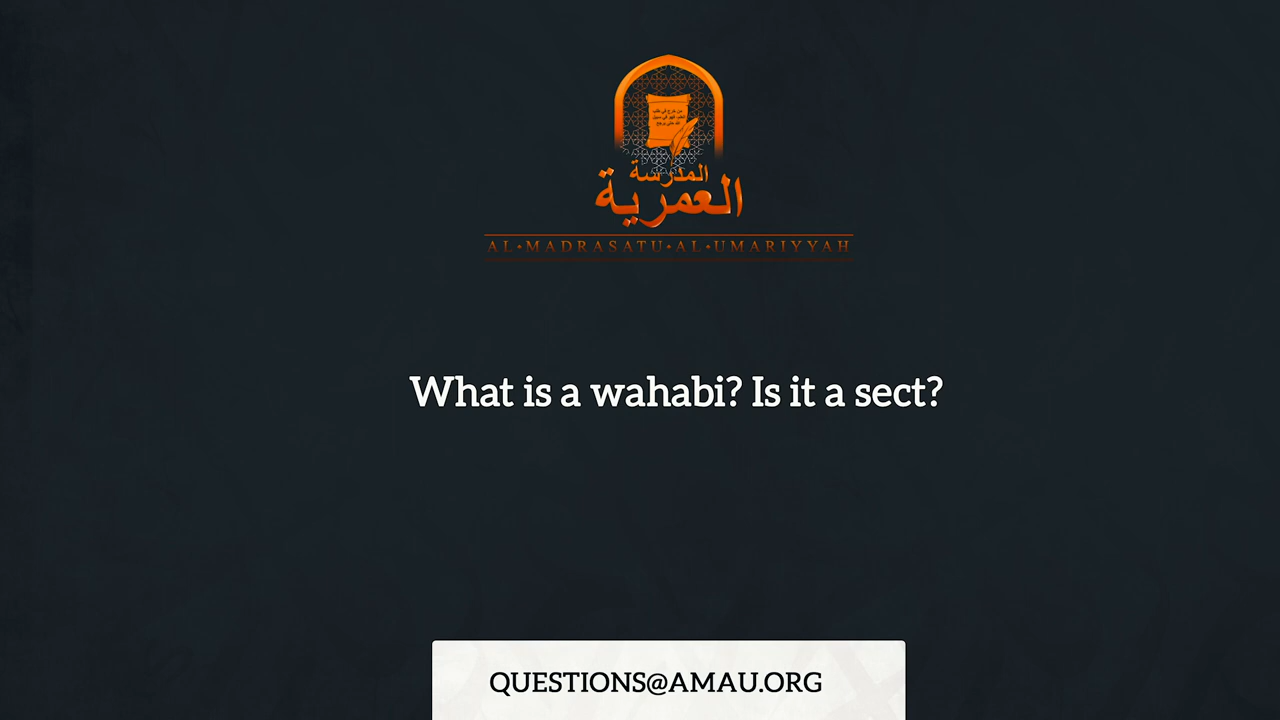 المدرسة
العمرية
AL•MADRASATU•AL•UMARIYYAH
What is a wahabi? Is it a sect?
QUESTIONS@AMAU.ORG